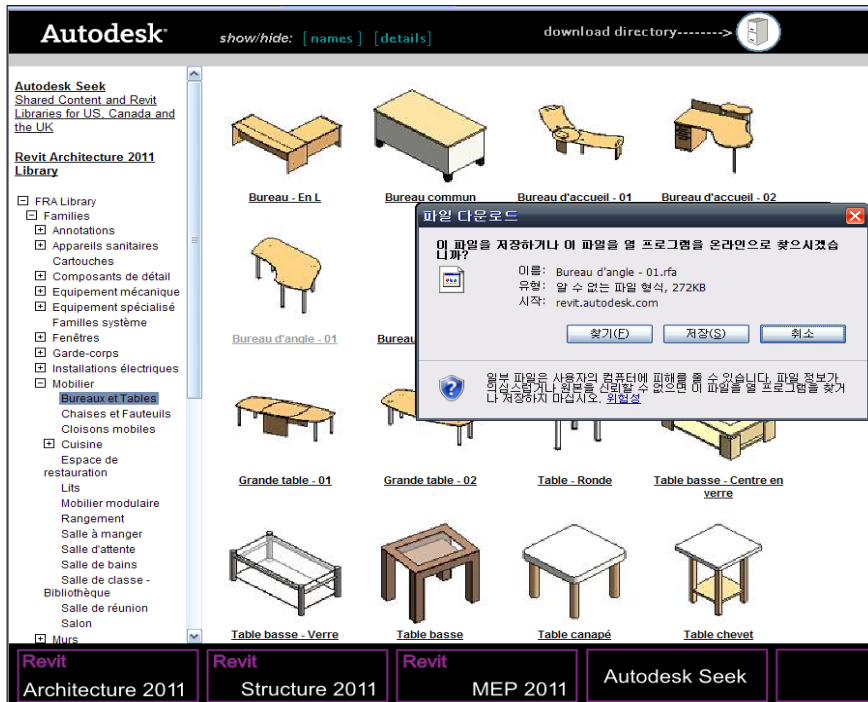 Autodesk
show/hide: [ names ] [details]
download directory-------->
Autodesk Seek
Shared Content and Revit
Libraries for US, Canada and
the UK
Revit Architecture 2011
Library
FRA Library
Families
Annotations
Appareils sanitaires
Cartouches
Composants de détail
Equipement mécanique
Equipement spécialisé
Familles système
Fenêtres
Garde-corps
Installations électriques
Mobilier
Bureaux et Tables
Chaises et Fauteuils
Cloisons mobiles
Cuisine
Espace de
restauration
Lits
Mobilier modulaire
Rangement
Salle à manger
Salle d'attente
Salle de bains
Salle de classe -
Bibliothèque
Salle de réunion
Salon
Murs
Bureau - En L
Bureau commun
Bureau d'accueil - 01
Bureau d'accueil - 02
Bureau d'angle - 01
Bureau
파일 다운로드
이 파일을 저장하거나 이 파일을 열 프로그램을 온라인으로 찾으시겠습
니까?
이름: Bureau d'angle - 01.rfa
유형: 알 수 없는 파일 형식, 272KB
시작: revit.autodesk.com
찾기(F)
저장(S)
취소
일부 파일은 사용자의 컴퓨터에 피해를 줄 수 있습니다. 파일 정보가
의심스럽거나 원본을 신뢰할 수 없으면 이 파일을 열 프로그램을 찾거
나 저장하지 마십시오. 위험성
Grande table - 01
Grande table - 02
Table - Ronde
Table basse - Centre en
verre
Table basse - Verre
Table basse
Table canapé
Table chevet
Revit
Architecture 2011
Revit
Structure 2011
Revit
MEP 2011
Autodesk Seek